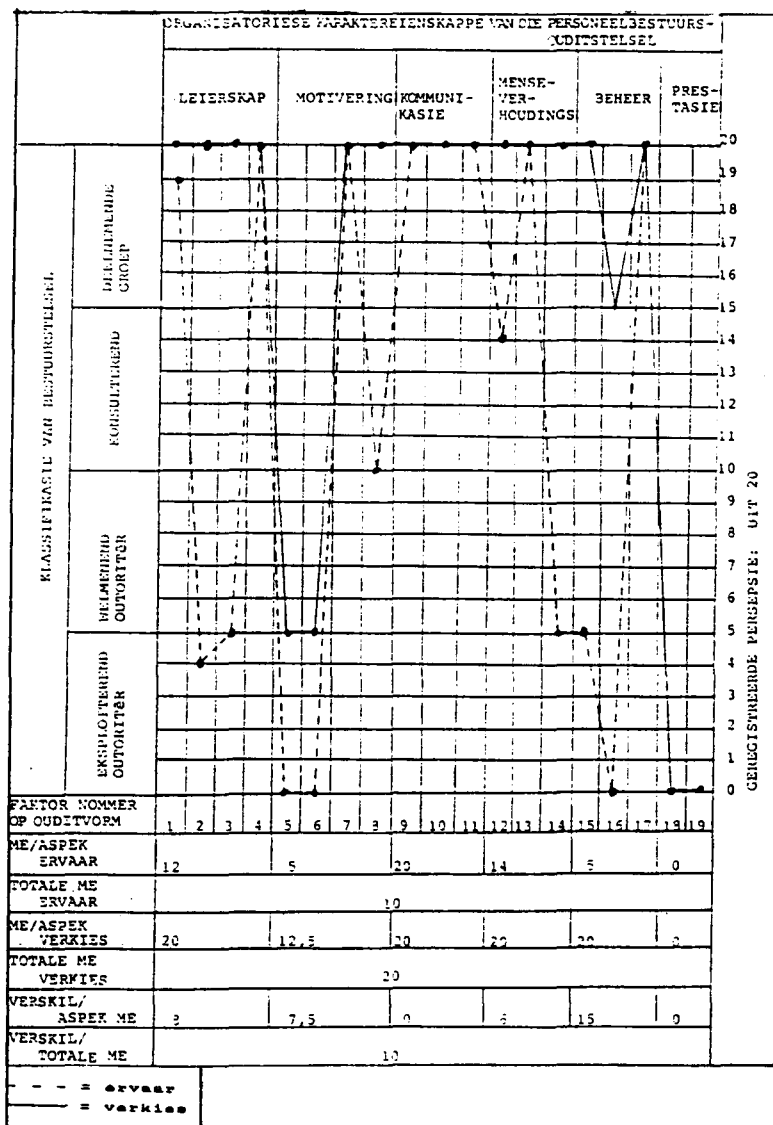 ORGANISATORIESE KARAKTEREIENSKAPPE VAN DIE PERSONEELBESTUURS-
OUDITSTELSEL
LEIERSKAP
MOTIVERING
KOMMUNI-
KASIE
MENSE-
VER-
HOUDINGS
BEHEER
PRES-
TASIE
KLASSIFIKASIE VAN BESTUURSTELSEL
DEELNEMENDE
GROEP
KONSULTEREND
WELMENEND
OUTORITÊR
EKSPLOITEREND
OUTORITÊR
20
19
18
17
16
15
14
13
12
11
10
9
8
7
6
5
4
3
2
1
0
GEREGISTREERDE PERSEPSIE: UIT 20
FAKTOR NOMMER
OP OUDITVORM
1 2 3 4 5 6 7 8 9 10 11 12 13 14 15 16 17 18 19
ME/ASPEK
ERVAAR
12 5 20 14 5 0
TOTALE ME
ERVAAR
10
ME/ASPEK
VERKIES
20 12,5 20 20 20
TOTALE ME
VERKIES
20
VERSKIL/
ASPEK ME
8 7,5 0 6 15 0
VERSKIL/
TOTALE ME
10
- - - = ervaar
——— = verkies